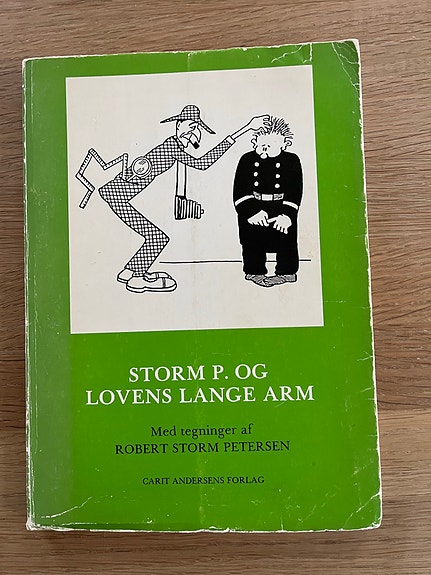 STORM P. OG
LOVENS LANGE ARM
Med tegninger af
ROBERT STORM PETERSEN
CARIT ANDERSENS FORLAG